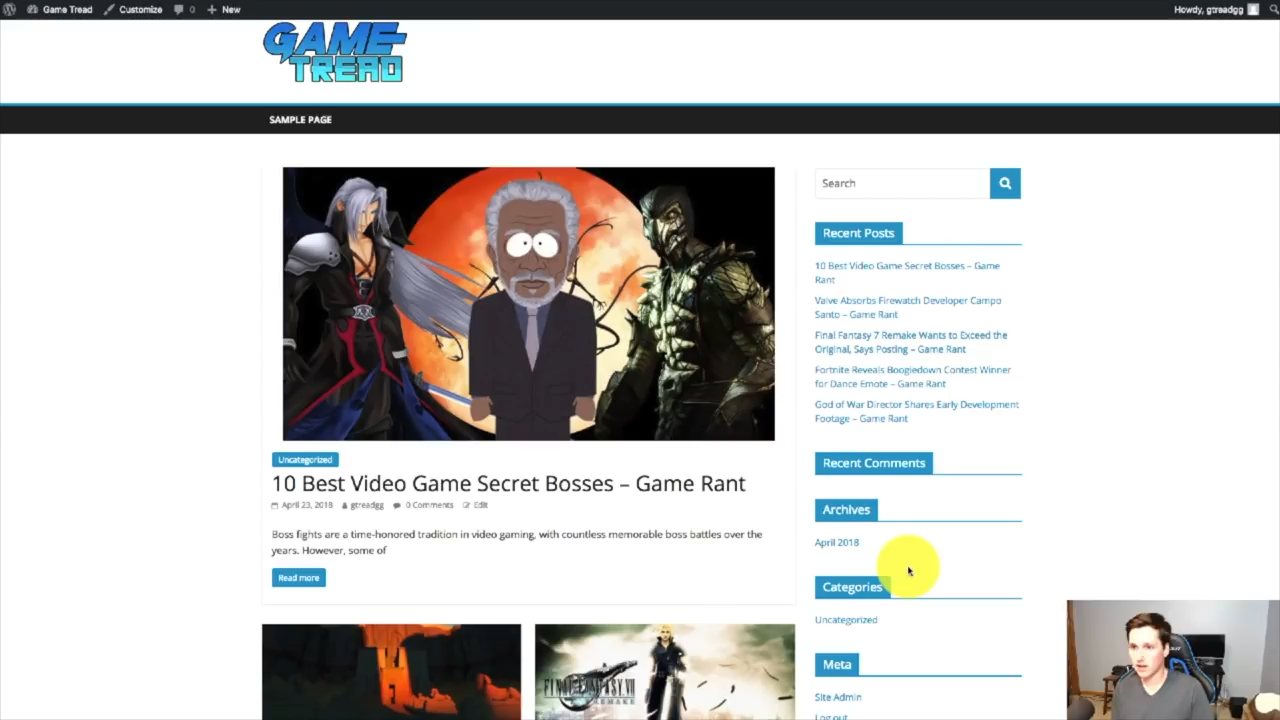 Game Tread
Customize
0
New
Howdy, gtreadgg
GAME
TREAD
SAMPLE PAGE
Uncategorized
10 Best Video Game Secret Bosses – Game Rant
April 23, 2018 gtreadgg 0 Comments Edit
Boss fights are a time-honored tradition in video gaming, with countless memorable boss battles over the
years. However, some of
Read more
FINAL FANTASY VII
REMAKE
Search
Recent Posts
10 Best Video Game Secret Bosses – Game
Rant
Valve Absorbs Firewatch Developer Campo
Santo – Game Rant
Final Fantasy 7 Remake Wants to Exceed the
Original, Says Posting – Game Rant
Fortnite Reveals Boogiedown Contest Winner
for Dance Emote – Game Rant
God of War Director Shares Early Development
Footage – Game Rant
Recent Comments
Archives
April 2018
Categories
Uncategorized
Meta
Site Admin
Log out